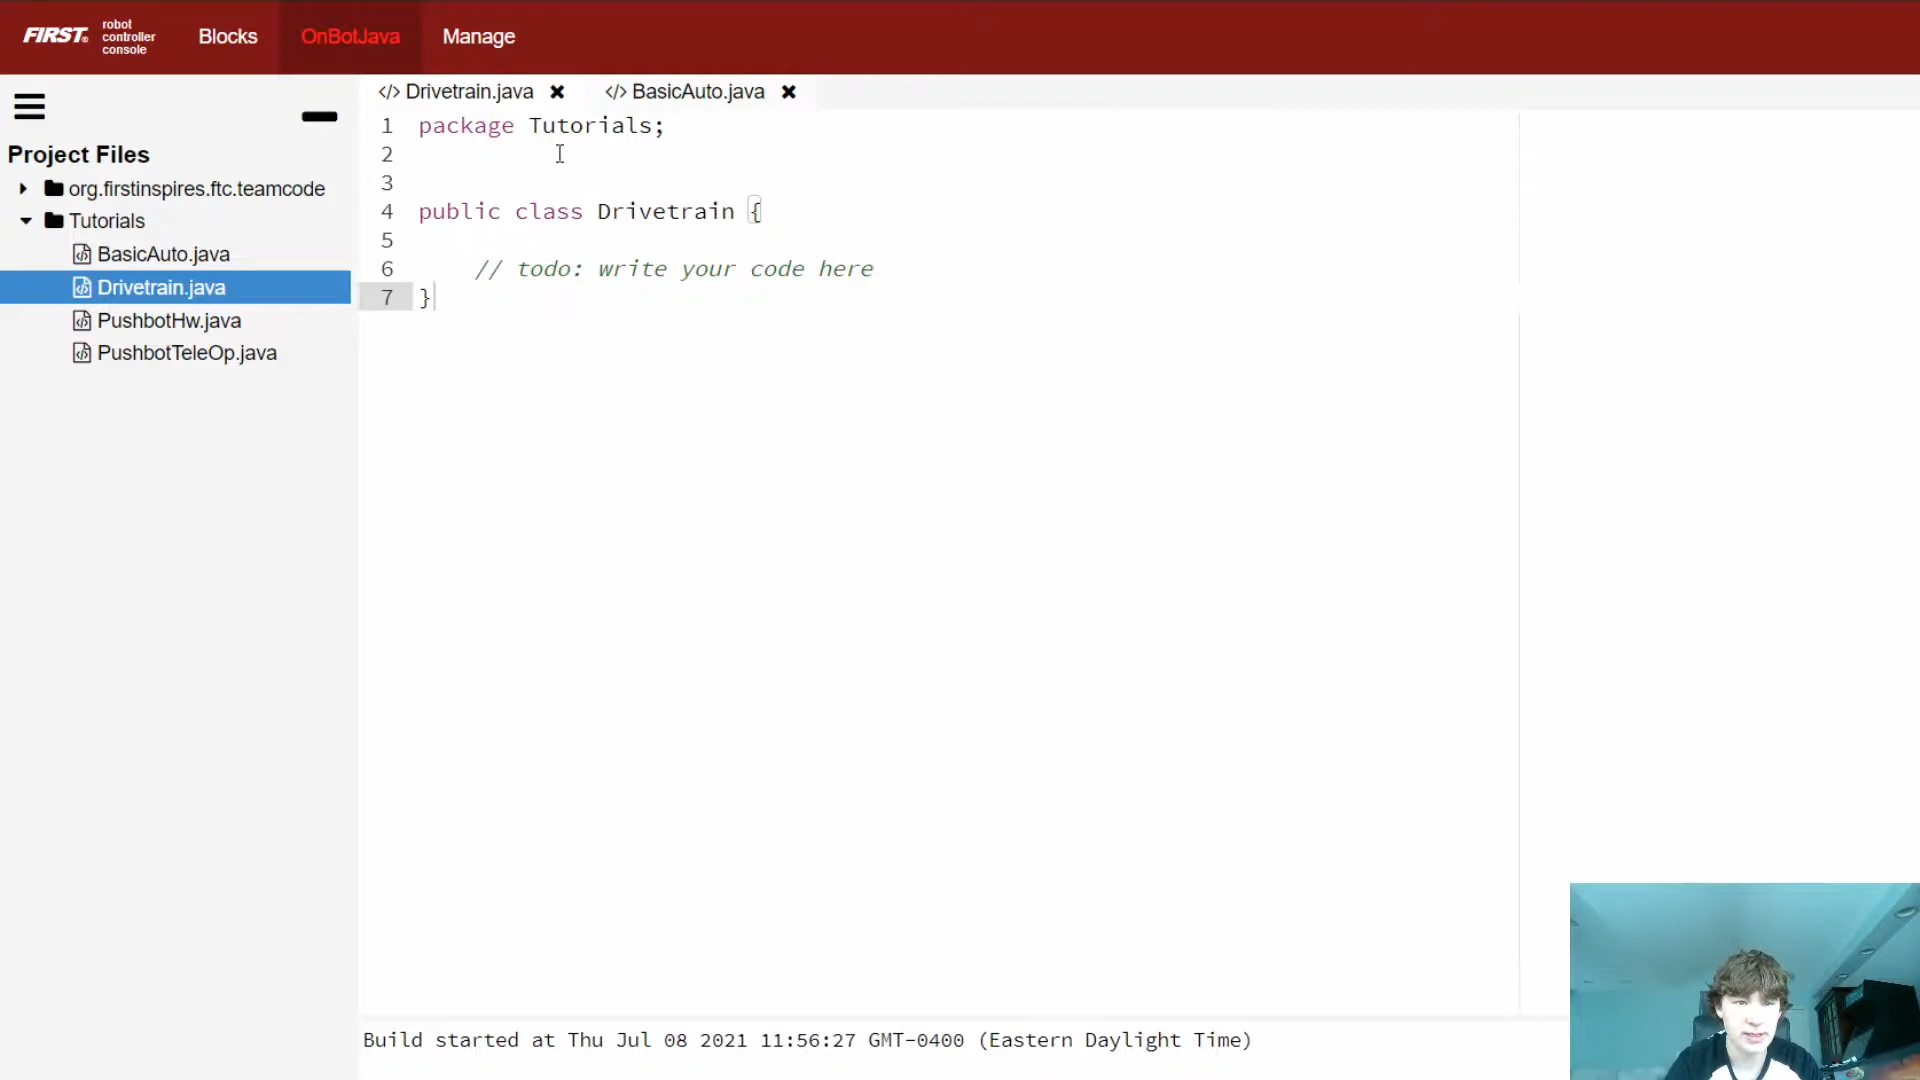 FIRST® robot controller console Blocks OnBotJava Manage
</> Drivetrain.java ✖ </> BasicAuto.java ✖
Project Files
org.firstinspires.ftc.teamcode
Tutorials
BasicAuto.java
Drivetrain.java
PushbotHw.java
PushbotTeleOp.java
1 package Tutorials;
2
3
4 public class Drivetrain {
5
6 // todo: write your code here
7 }
Build started at Thu Jul 08 2021 11:56:27 GMT-0400 (Eastern Daylight Time)